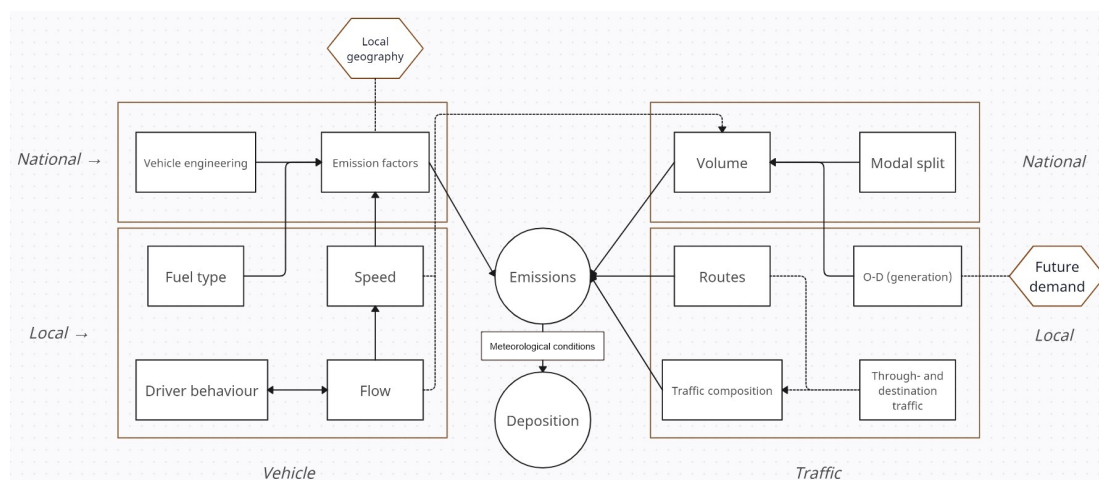 Local
geography
National →
Vehicle engineering
Emission factors
Volume
Modal split
National
Fuel type
Speed
Emissions
Routes
O-D (generation)
Future
demand
Local →
Local
Meteorological conditions
Driver behaviour
Flow
Deposition
Traffic composition
Through- and
destination
traffic
Vehicle
Traffic